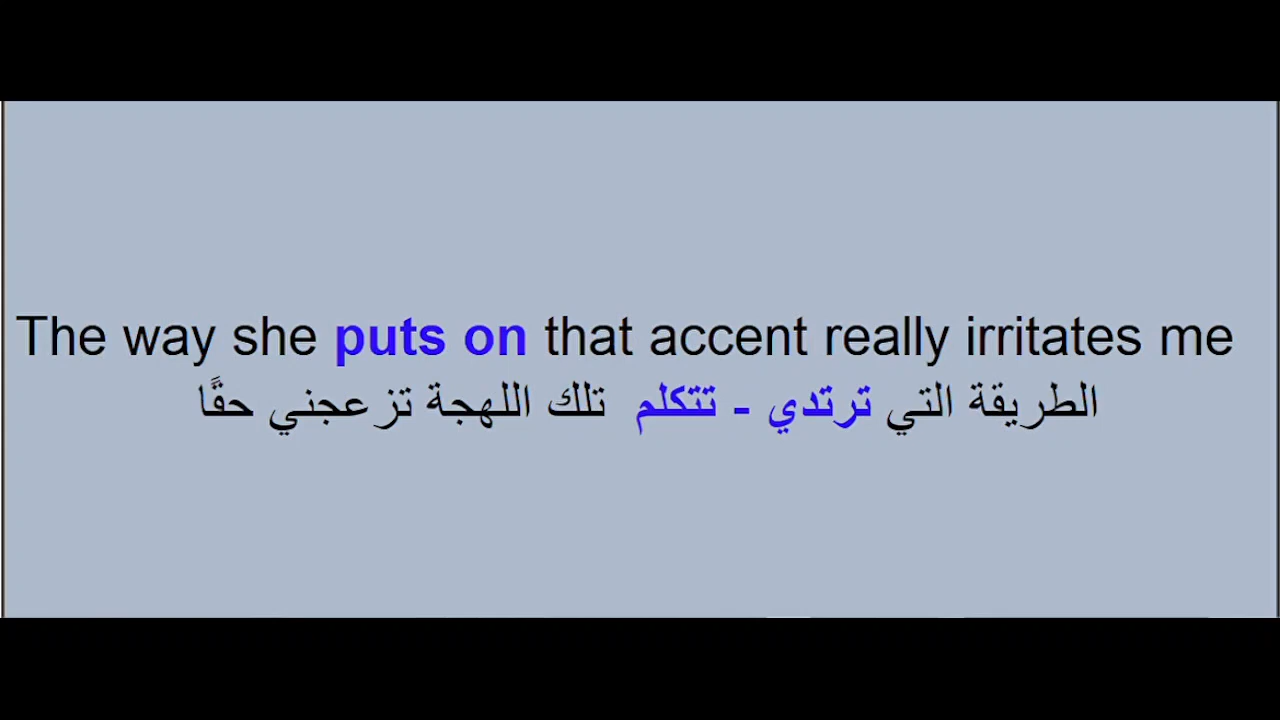 The way she puts on that accent really irritates me
الطريقة التي ترتدي - تتكلم تلك اللهجة تزعجني حقًا